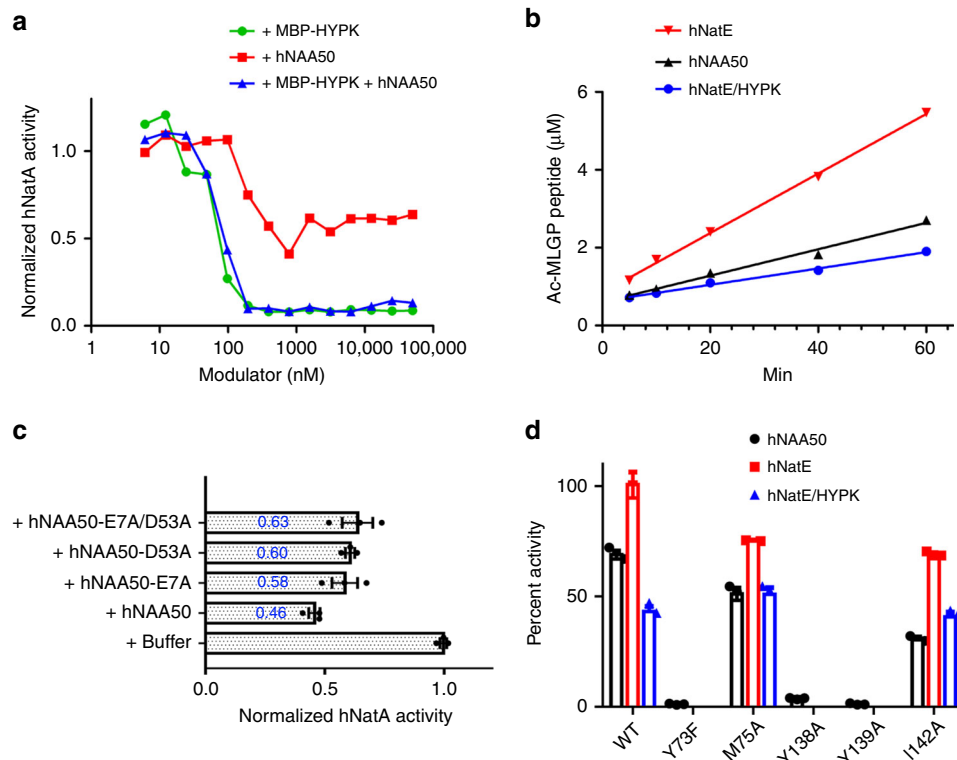 a
+ MBP-HYPK
+ hNAA50
+ MBP-HYPK + hNAA50
Normalized hNatA activity
1.0
0.5
0.0
1 10 100 1000 10,000 100,000
Modulator (nM)
b
hNatE
hNAA50
hNatE/HYPK
Ac-MLGP peptide (μM)
6
4
2
0
0 20 40 60
Min
c
+ hNAA50-E7A/D53A
0.63
+ hNAA50-D53A
0.60
+ hNAA50-E7A
0.58
+ hNAA50
0.46
+ Buffer
0.0 0.5 1.0
Normalized hNatA activity
d
hNAA50
hNatE
hNatE/HYPK
Percent activity
100
50
0
WT Y73F M75A Y138A Y139A I142A